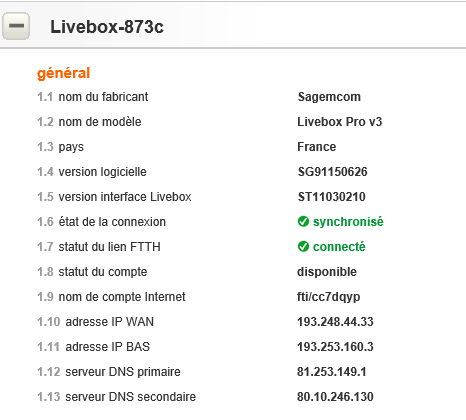 Livebox-873c
général
1.1 nom du fabricant Sagemcom
1.2 nom de modèle Livebox Pro v3
1.3 pays France
1.4 version logicielle SG91150626
1.5 version interface Livebox ST11030210
1.6 état de la connexion synchronisé
1.7 statut du lien FTTH connecté
1.8 statut du compte disponible
1.9 nom de compte Internet fti/cc7dqyp
1.10 adresse IP WAN 193.248.44.33
1.11 adresse IP BAS 193.253.160.3
1.12 serveur DNS primaire 81.253.149.1
1.13 serveur DNS secondaire 80.10.246.130